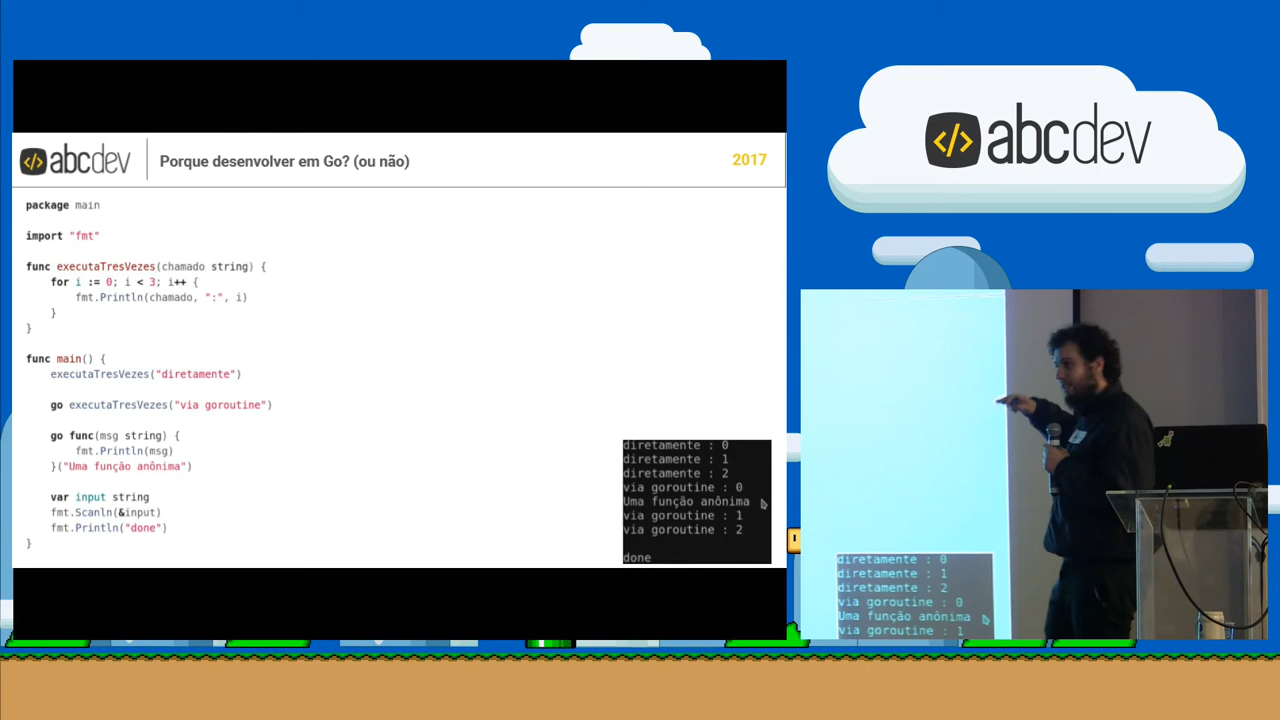 </> abcdev
Porque desenvolver em Go? (ou não)
2017
package main
import "fmt"
func executaTresVezes(chamado string) {
for i := 0; i < 3; i++ {
fmt.Println(chamado, ":", i)
}
}
func main() {
executaTresVezes("diretamente")
go executaTresVezes("via goroutine")
go func(msg string) {
fmt.Println(msg)
}("Uma função anônima")
var input string
fmt.Scanln(&input)
fmt.Println("done")
}
diretamente : 0
diretamente : 1
diretamente : 2
via goroutine : 0
Uma função anônima
via goroutine : 1
via goroutine : 2
done
</> abcdev
diretamente : 0
diretamente : 1
diretamente : 2
via goroutine : 0
Uma função anônima
via goroutine : 1